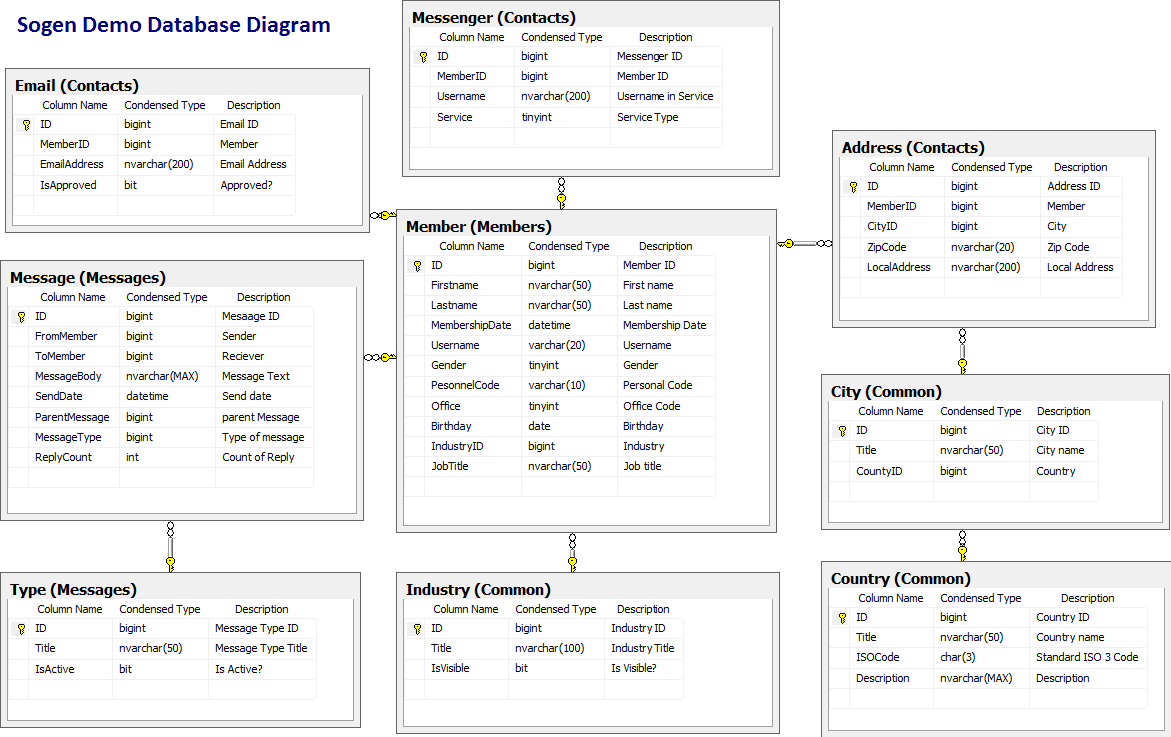 Sogen Demo Database Diagram
Messenger (Contacts)
Column Name Condensed Type Description
ID bigint Messenger ID
MemberID bigint Member ID
Username nvarchar(200) Username in Service
Service tinyint Service Type
Email (Contacts)
Column Name Condensed Type Description
ID bigint Email ID
MemberID bigint Member
EmailAddress nvarchar(200) Email Address
IsApproved bit Approved?
Address (Contacts)
Column Name Condensed Type Description
ID bigint Address ID
MemberID bigint Member
CityID bigint City
ZipCode nvarchar(20) Zip Code
LocalAddress nvarchar(200) Local Address
Member (Members)
Column Name Condensed Type Description
ID bigint Member ID
Firstname nvarchar(50) First name
Lastname nvarchar(50) Last name
MembershipDate datetime Membership Date
Username varchar(20) Username
Gender tinyint Gender
PesonnelCode varchar(10) Personal Code
Office tinyint Office Code
Birthday date Birthday
IndustryID bigint Industry
JobTitle nvarchar(50) Job title
Message (Messages)
Column Name Condensed Type Description
ID bigint Mesaage ID
FromMember bigint Sender
ToMember bigint Reciever
MessageBody nvarchar(MAX) Message Text
SendDate datetime Send date
ParentMessage bigint parent Message
MessageType bigint Type of message
ReplyCount int Count of Reply
City (Common)
Column Name Condensed Type Description
ID bigint City ID
Title nvarchar(50) City name
CountyID bigint Country
Type (Messages)
Column Name Condensed Type Description
ID bigint Message Type ID
Title nvarchar(50) Message Type Title
IsActive bit Is Active?
Industry (Common)
Column Name Condensed Type Description
ID bigint Industry ID
Title nvarchar(100) Industry Title
IsVisible bit Is Visible?
Country (Common)
Column Name Condensed Type Description
ID bigint Country ID
Title nvarchar(50) Country name
ISOCode char(3) Standard ISO 3 Code
Description nvarchar(MAX) Description